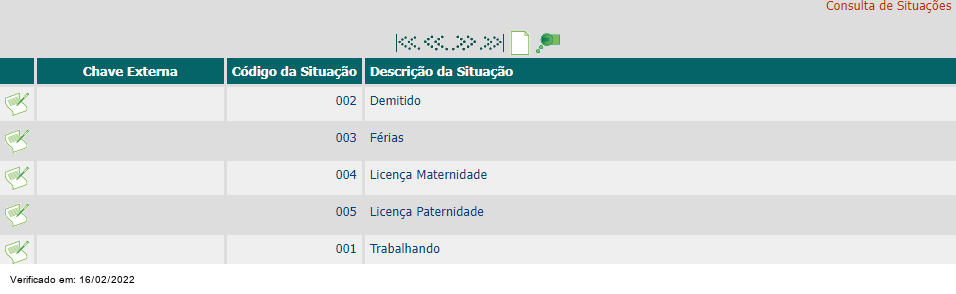 Consulta de Situações
Chave Externa Código da Situação Descrição da Situação
002 Demitido
003 Férias
004 Licença Maternidade
005 Licença Paternidade
001 Trabalhando
Verificado em: 16/02/2022